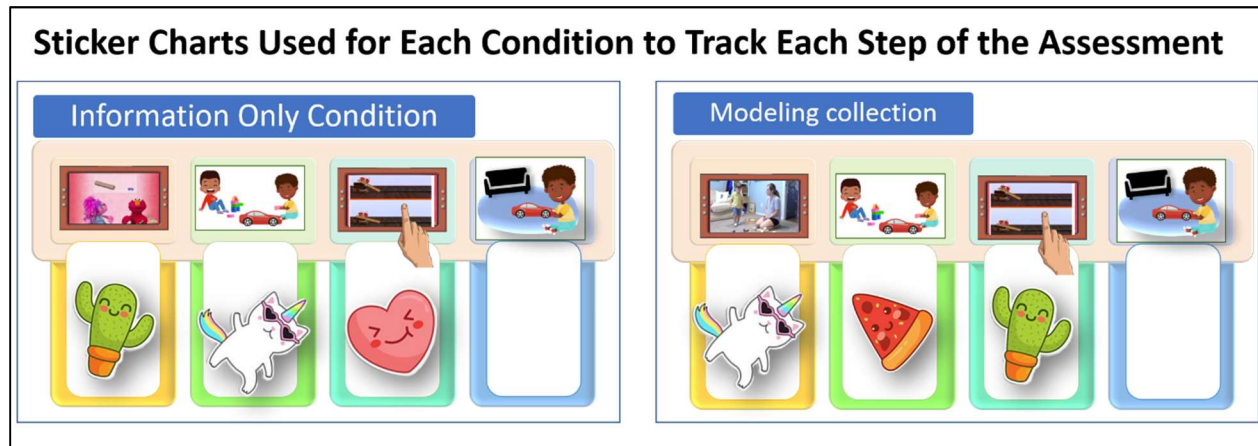 Sticker Charts Used for Each Condition to Track Each Step of the Assessment
Information Only Condition
Modeling collection